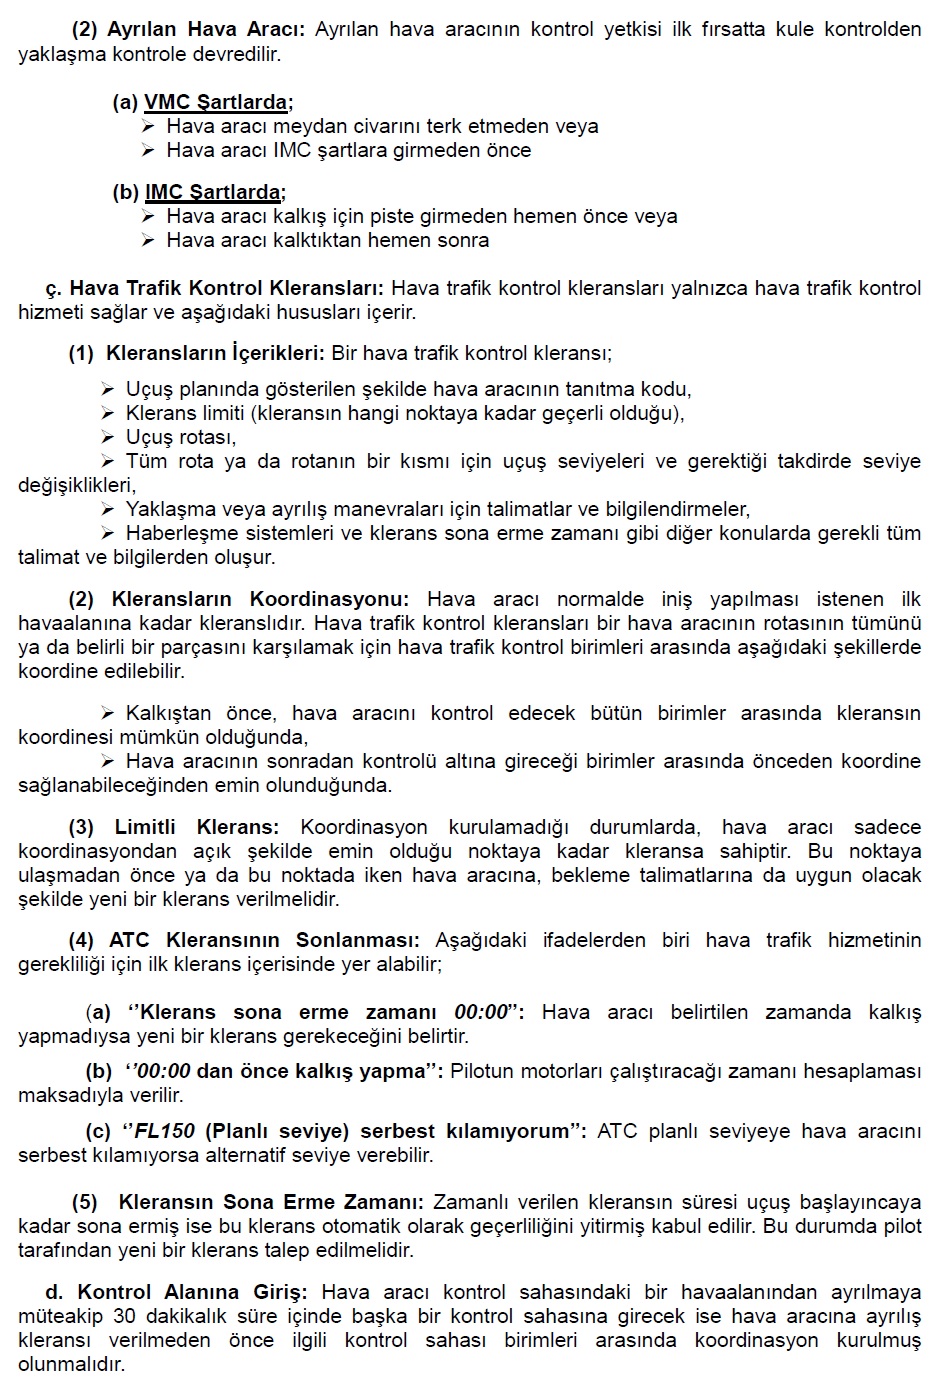 (2) Ayrılan Hava Aracı: Ayrılan hava aracının kontrol yetkisi ilk fırsatta kule kontrolden
yaklaşma kontrole devredilir.
(a) VMC Şartlarda;
➢ Hava aracı meydan civarını terk etmeden veya
➢ Hava aracı IMC şartlara girmeden önce
(b) IMC Şartlarda;
➢ Hava aracı kalkış için piste girmeden hemen önce veya
➢ Hava aracı kalktıktan hemen sonra
ç. Hava Trafik Kontrol Kleransları: Hava trafik kontrol kleransları yalnızca hava trafik kontrol
hizmeti sağlar ve aşağıdaki hususları içerir.
(1) Kleransların İçerikleri: Bir hava trafik kontrol kleransı;
➢ Uçuş planında gösterilen şekilde hava aracının tanıtma kodu,
➢ Klerans limiti (kleransın hangi noktaya kadar geçerli olduğu),
➢ Uçuş rotası,
➢ Tüm rota ya da rotanın bir kısmı için uçuş seviyeleri ve gerektiği takdirde seviye
değişiklikleri,
➢ Yaklaşma veya ayrılış manevraları için talimatlar ve bilgilendirmeler,
➢ Haberleşme sistemleri ve klerans sona erme zamanı gibi diğer konularda gerekli tüm
talimat ve bilgilerden oluşur.
(2) Kleransların Koordinasyonu: Hava aracı normalde iniş yapılması istenen ilk
havaalanına kadar kleranslıdır. Hava trafik kontrol kleransları bir hava aracının rotasının tümünü
ya da belirli bir parçasını karşılamak için hava trafik kontrol birimleri arasında aşağıdaki şekillerde
koordine edilebilir.
➢ Kalkıştan önce, hava aracını kontrol edecek bütün birimler arasında kleransın
koordinesi mümkün olduğunda,
➢ Hava aracının sonradan kontrolü altına gireceği birimler arasında önceden koordine
sağlanabileceğinden emin olunduğunda.
(3) Limitli Klerans: Koordinasyon kurulamadığı durumlarda, hava aracı sadece
koordinasyondan açık şekilde emin olduğu noktaya kadar kleransa sahiptir. Bu noktaya
ulaşmadan önce ya da bu noktada iken hava aracına, bekleme talimatlarına da uygun olacak
şekilde yeni bir klerans verilmelidir.
(4) ATC Kleransının Sonlanması: Aşağıdaki ifadelerden biri hava trafik hizmetinin
gerekliliği için ilk klerans içerisinde yer alabilir;
(a) ‘’Klerans sona erme zamanı 00:00’’: Hava aracı belirtilen zamanda kalkış
yapmadıysa yeni bir klerans gerekeceğini belirtir.
(b) ‘’00:00 dan önce kalkış yapma’’: Pilotun motorları çalıştıracağı zamanı hesaplaması
maksadıyla verilir.
(c) ‘’FL150 (Planlı seviye) serbest kılamıyorum’’: ATC planlı seviyeye hava aracını
serbest kılamıyorsa alternatif seviye verebilir.
(5) Kleransın Sona Erme Zamanı: Zamanlı verilen kleransın süresi uçuş başlayıncaya
kadar sona ermiş ise bu klerans otomatik olarak geçerliliğini yitirmiş kabul edilir. Bu durumda pilot
tarafından yeni bir klerans talep edilmelidir.
d. Kontrol Alanına Giriş: Hava aracı kontrol sahasındaki bir havaalanından ayrılmaya
müteakip 30 dakikalık süre içinde başka bir kontrol sahasına girecek ise hava aracına ayrılış
kleransı verilmeden önce ilgili kontrol sahası birimleri arasında koordinasyon kurulmuş
olunmalıdır.